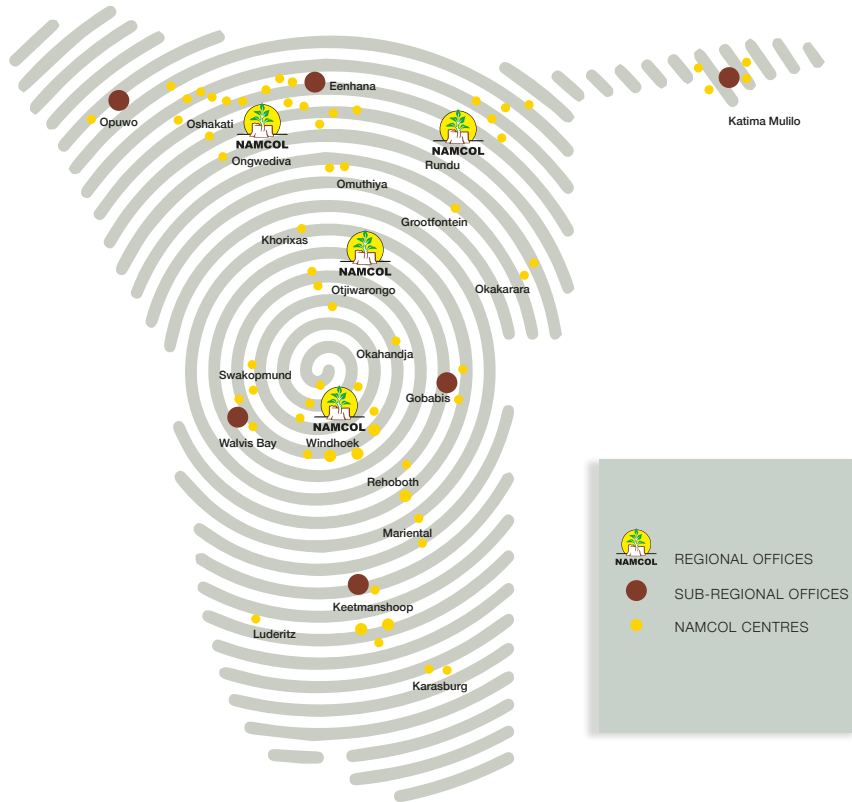 Eenhana
Opuwo
Oshakati
NAMCOL
Ongwediva
NAMCOL
Rundu
Katima Mulilo
Omuthiya
Grootfontein
Khorixas
NAMCOL
Otjiwarongo
Okakarara
Okahandja
Swakopmund
Gobabis
NAMCOL
Walvis Bay
Windhoek
Rehoboth
Mariental
Keetmanshoop
Luderitz
Karasburg
NAMCOL
REGIONAL OFFICES
SUB-REGIONAL OFFICES
NAMCOL CENTRES